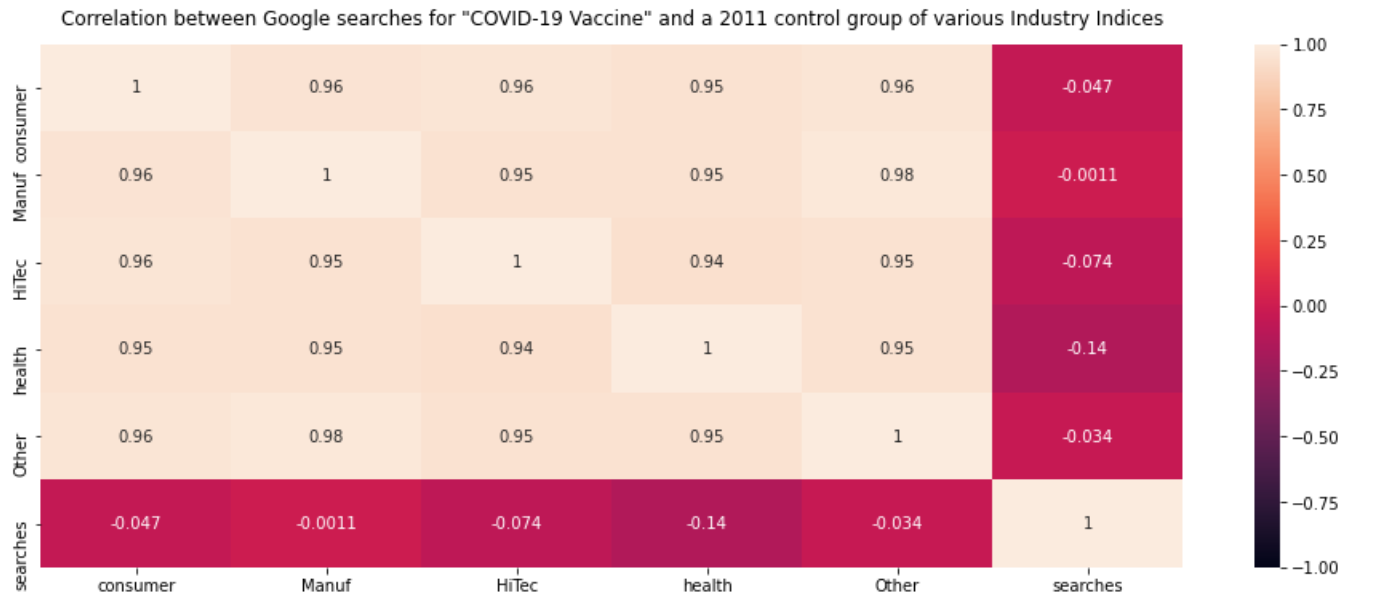 Correlation between Google searches for "COVID-19 Vaccine" and a 2011 control group of various Industry Indices
consumer 1 0.96 0.96 0.95 0.96 -0.047
Manuf 0.96 1 0.95 0.95 0.98 -0.0011
HiTec 0.96 0.95 1 0.94 0.95 -0.074
health 0.95 0.95 0.94 1 0.95 -0.14
Other 0.96 0.98 0.95 0.95 1 -0.034
searches -0.047 -0.0011 -0.074 -0.14 -0.034 1
consumer Manuf HiTec health Other searches
1.00
0.75
0.50
0.25
0.00
−0.25
−0.50
−0.75
−1.00